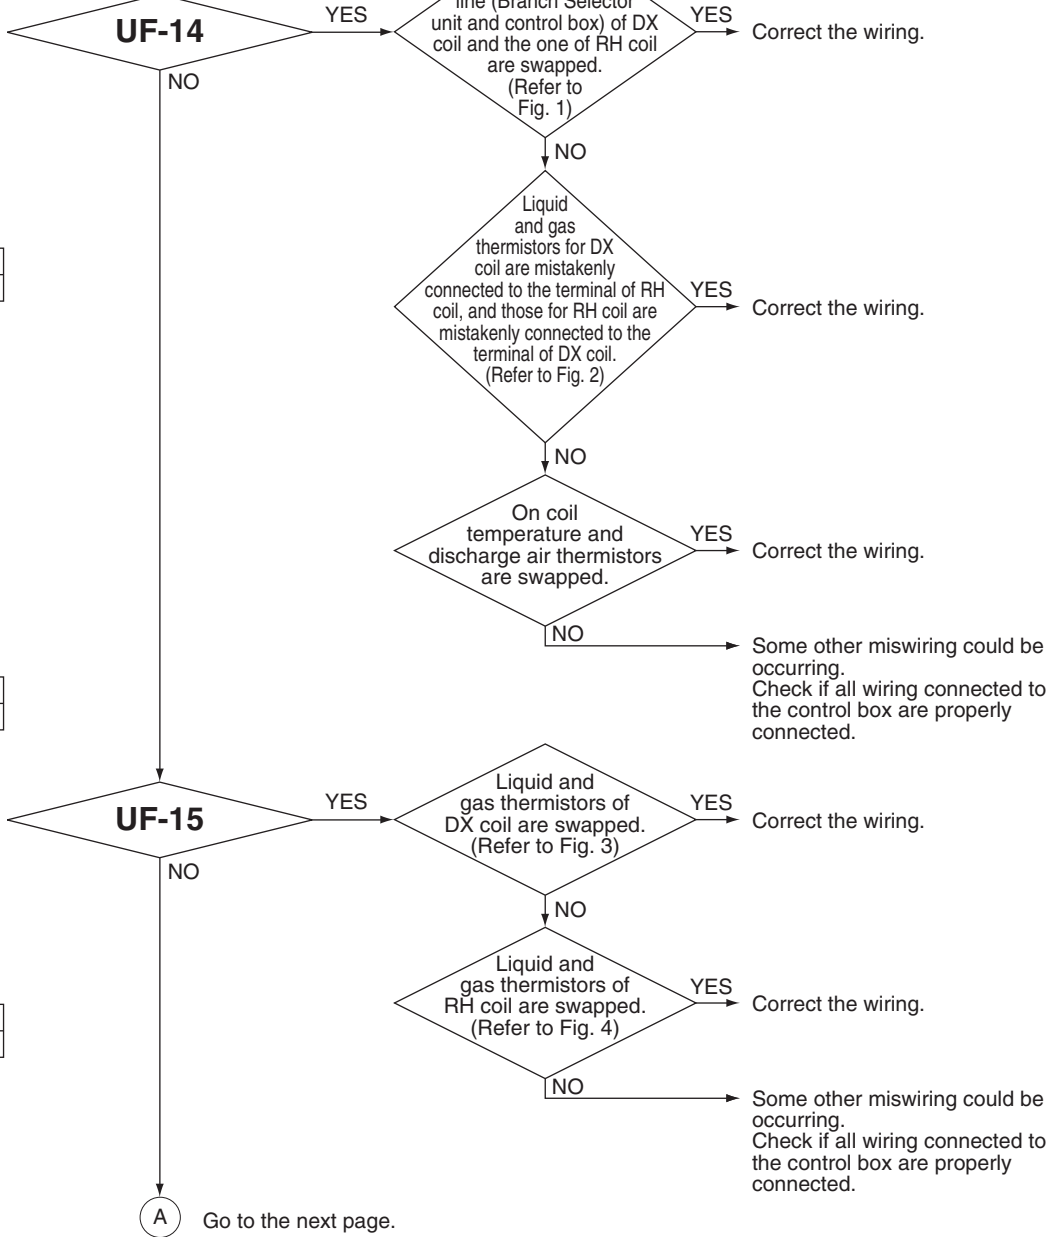 UF-14
YES
line (Branch Selector
unit and control box) of DX
coil and the one of RH coil
are swapped.
(Refer to
Fig. 1)
YES
Correct the wiring.
NO
NO
Liquid
and gas
thermistors for DX
coil are mistakenly
connected to the terminal of RH
coil, and those for RH coil are
mistakenly connected to the
terminal of DX coil.
(Refer to Fig. 2)
YES
Correct the wiring.
NO
On coil
temperature and
discharge air thermistors
are swapped.
YES
Correct the wiring.
NO
Some other miswiring could be
occurring.
Check if all wiring connected to
the control box are properly
connected.
UF-15
YES
Liquid and
gas thermistors of
DX coil are swapped.
(Refer to Fig. 3)
YES
Correct the wiring.
NO
NO
Liquid and
gas thermistors of
RH coil are swapped.
(Refer to Fig. 4)
YES
Correct the wiring.
NO
Some other miswiring could be
occurring.
Check if all wiring connected to
the control box are properly
connected.
A
Go to the next page.